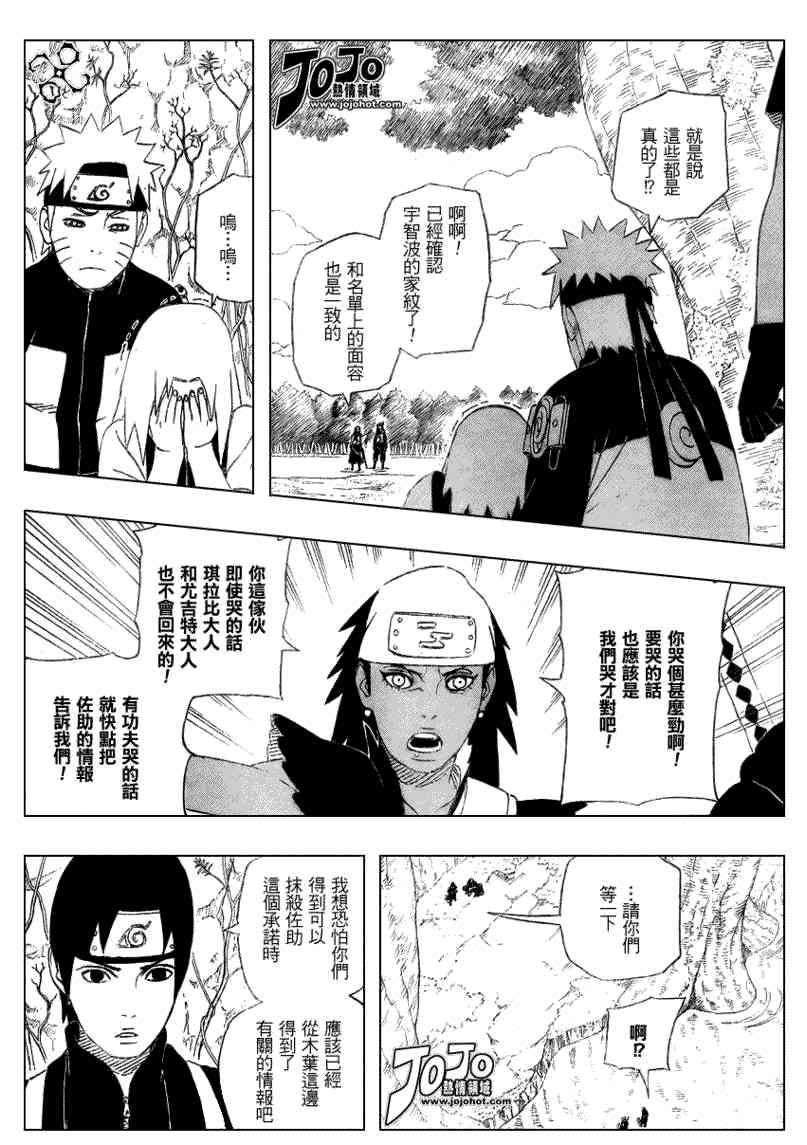 就是說
這些都是
真的了!?
啊啊！
已經確認
宇智波的家紋了！
和名單上的面容
也是一致的
JOJO
熱情領域
www.jojohot.com
嗚…嗚…
你哭個甚麼勁啊！
要哭的話
也應該是
我們哭才對吧！
你這傢伙
即使哭的話
琪拉比大人
和尤吉特大人
也不會回來的！
有功夫哭的話
就快點把
佐助的情報
告訴我們！
…請你們
等一下
啊!?
JOJO
熱情領域
www.jojohot.com
我想恐怕你們
得到可以
抹殺佐助
這個承諾時
應該已經
從木葉這邊
得到了
有關的情報吧